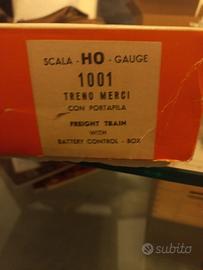 SCALA - HO - GAUGE
1001
TRENO MERCI
CON PORTAPILA
FREIGHT TRAIN
WITH
BATTERY CONTROL - BOX
subito